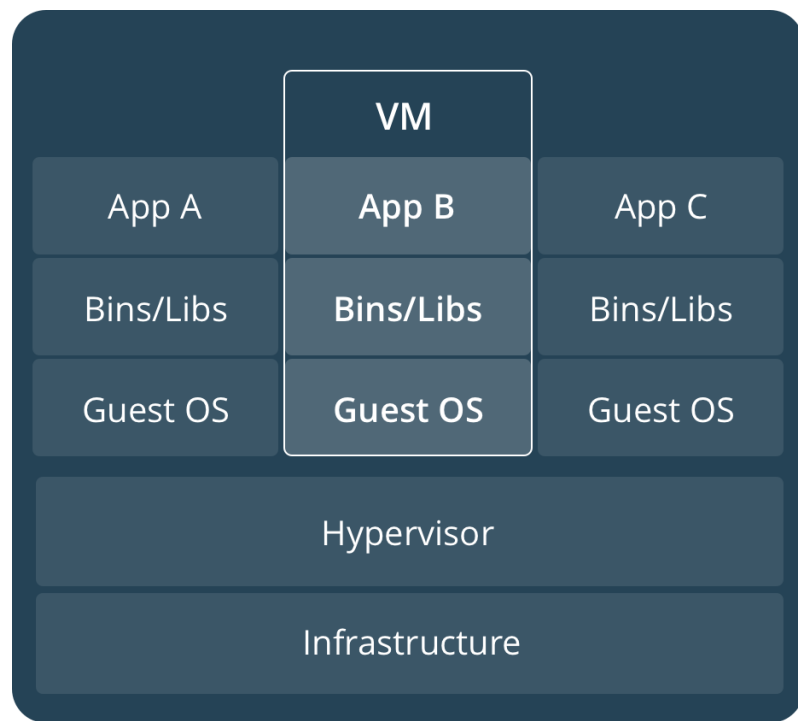 VM
App A
App B
App C
Bins/Libs
Bins/Libs
Bins/Libs
Guest OS
Guest OS
Guest OS
Hypervisor
Infrastructure